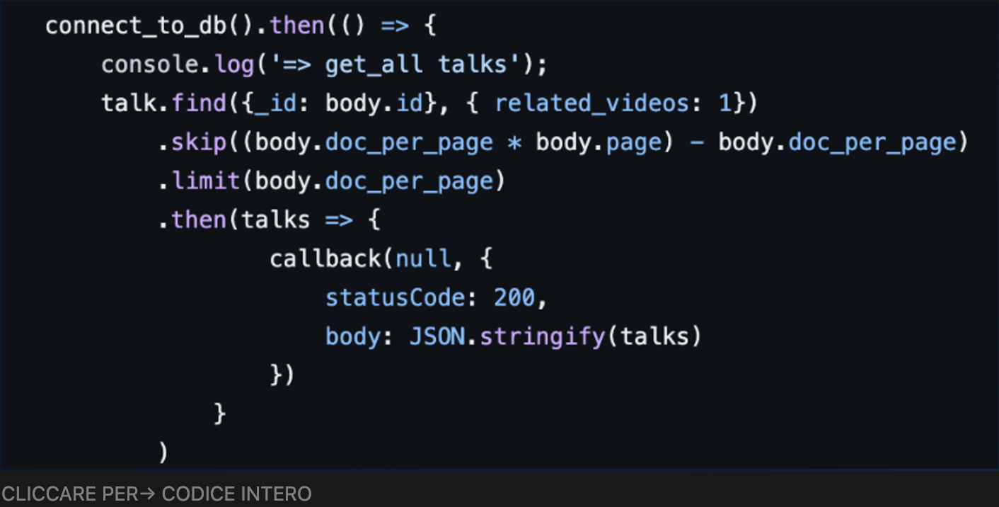 connect_to_db().then(() => {
console.log('=> get_all talks');
talk.find({_id: body.id}, { related_videos: 1})
.skip((body.doc_per_page * body.page) - body.doc_per_page)
.limit(body.doc_per_page)
.then(talks => {
callback(null, {
statusCode: 200,
body: JSON.stringify(talks)
})
}
)
CLICCARE PER→ CODICE INTERO